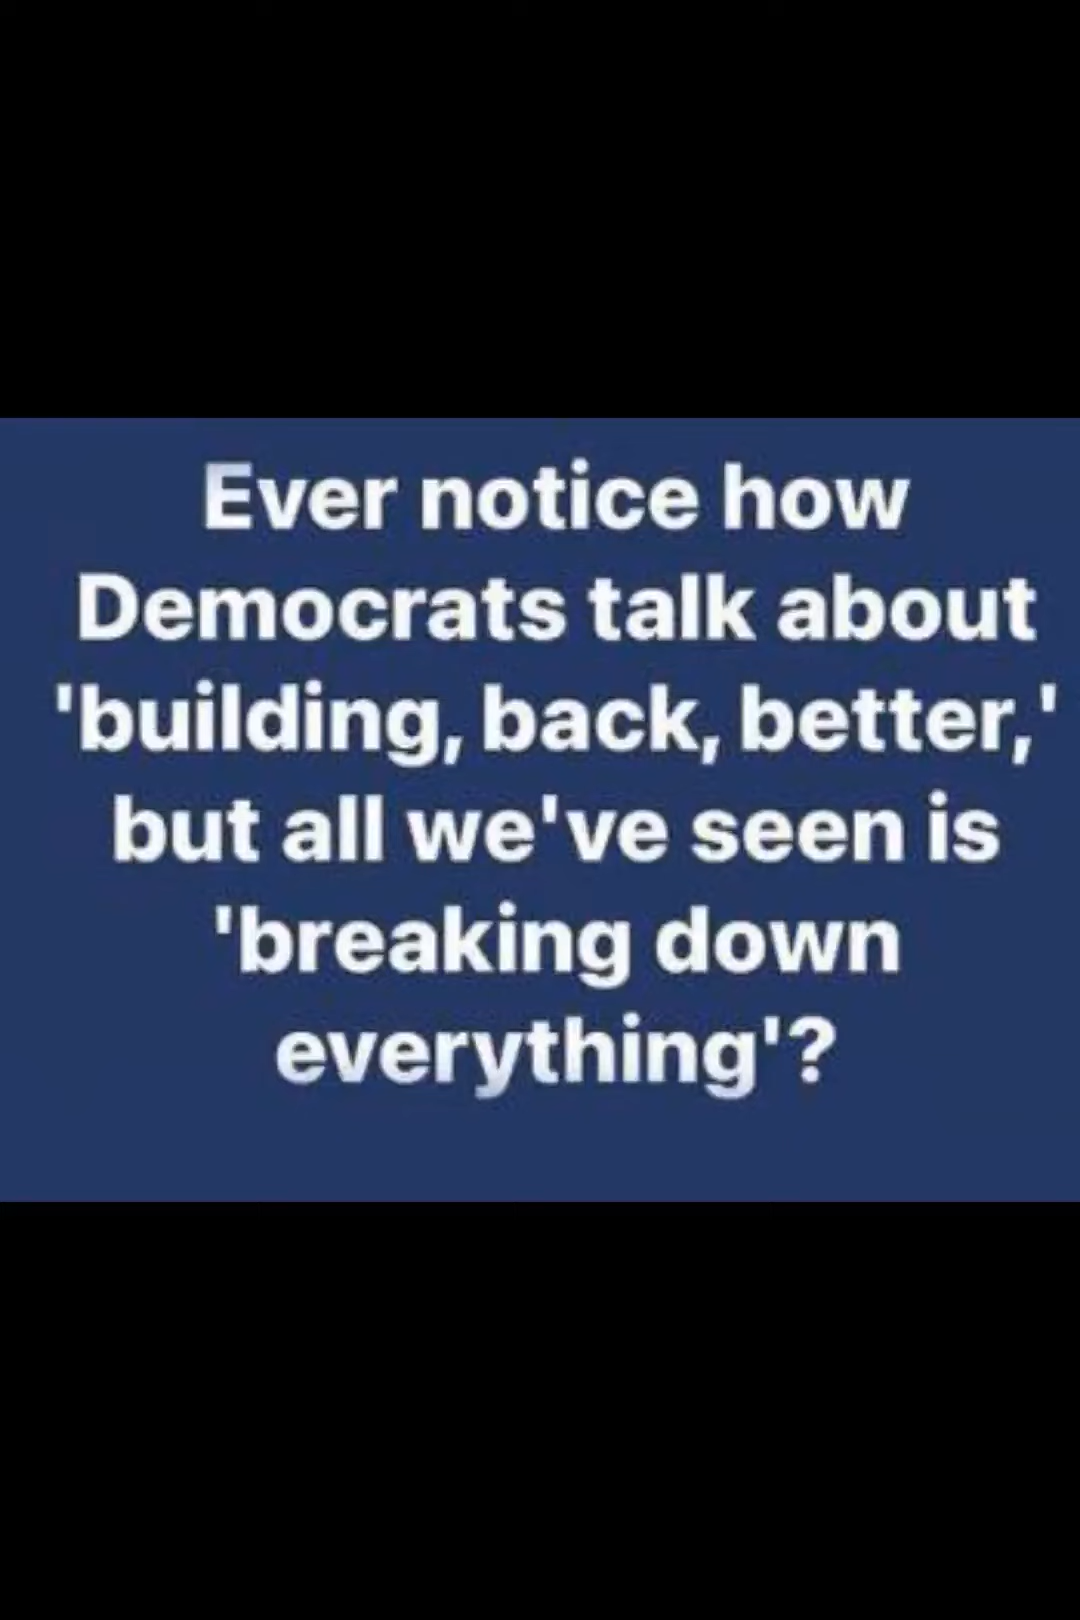 Ever notice how
Democrats talk about
'building, back, better,'
but all we've seen is
'breaking down
everything'?